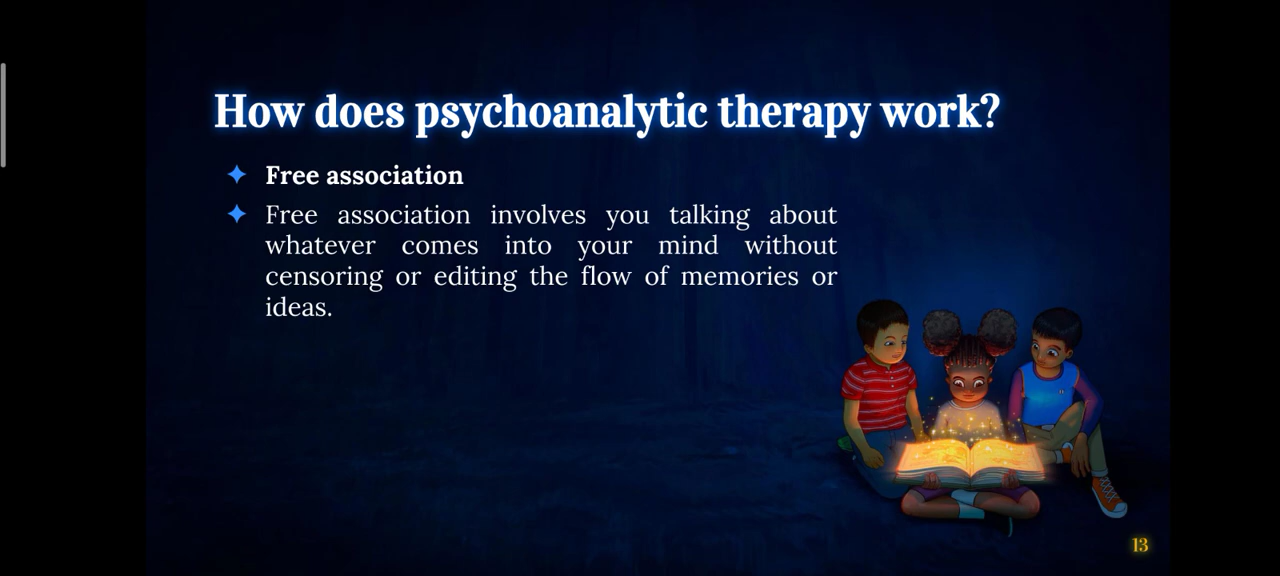 How does psychoanalytic therapy work?
Free association
Free association involves you talking about
whatever comes into your mind without
censoring or editing the flow of memories or
ideas.
13